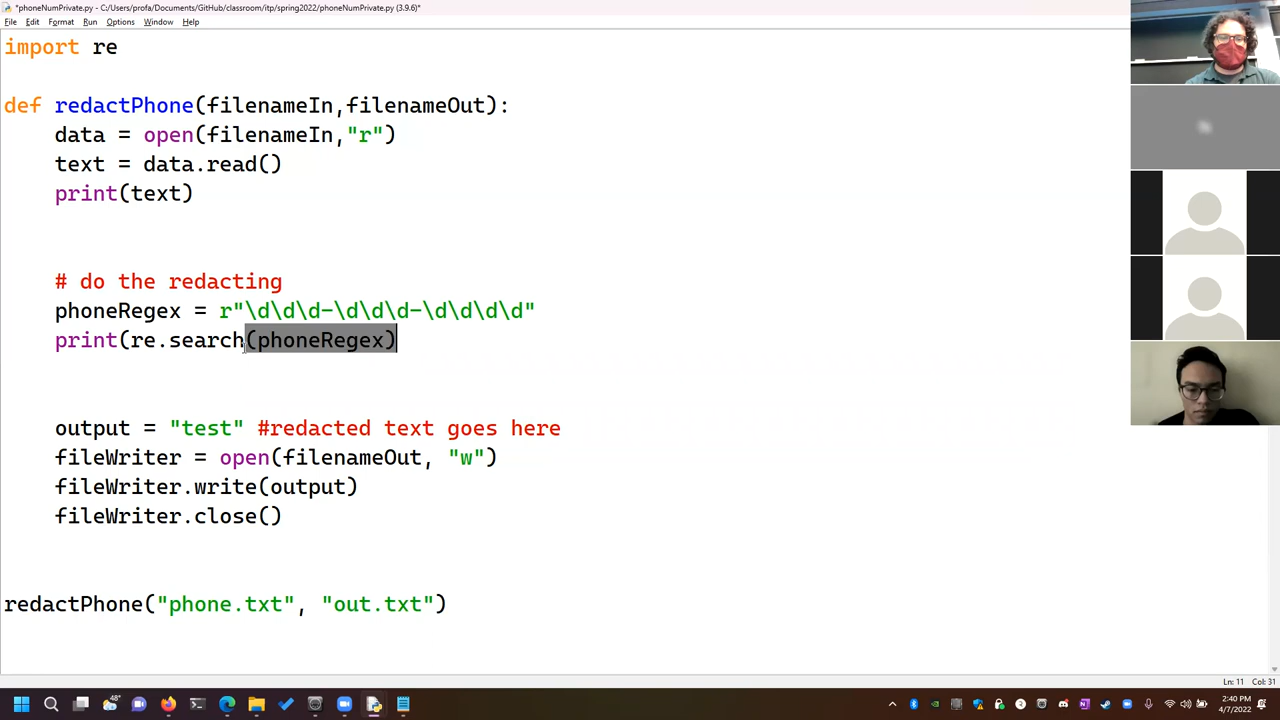 *phoneNumPrivate.py - C:/Users/profa/Documents/GitHub/classroom/itp/spring2022/phoneNumPrivate.py (3.9.6)*
File Edit Format Run Options Window Help
import re
def redactPhone(filenameIn,filenameOut):
    data = open(filenameIn,"r")
    text = data.read()
    print(text)
    # do the redacting
    phoneRegex = r"\d\d\d-\d\d\d-\d\d\d\d"
    print(re.search(phoneRegex)
    output = "test" #redacted text goes here
    fileWriter = open(filenameOut, "w")
    fileWriter.write(output)
    fileWriter.close()
redactPhone("phone.txt", "out.txt")
Ln: 11 Col: 31
48°
2:40 PM
4/7/2022